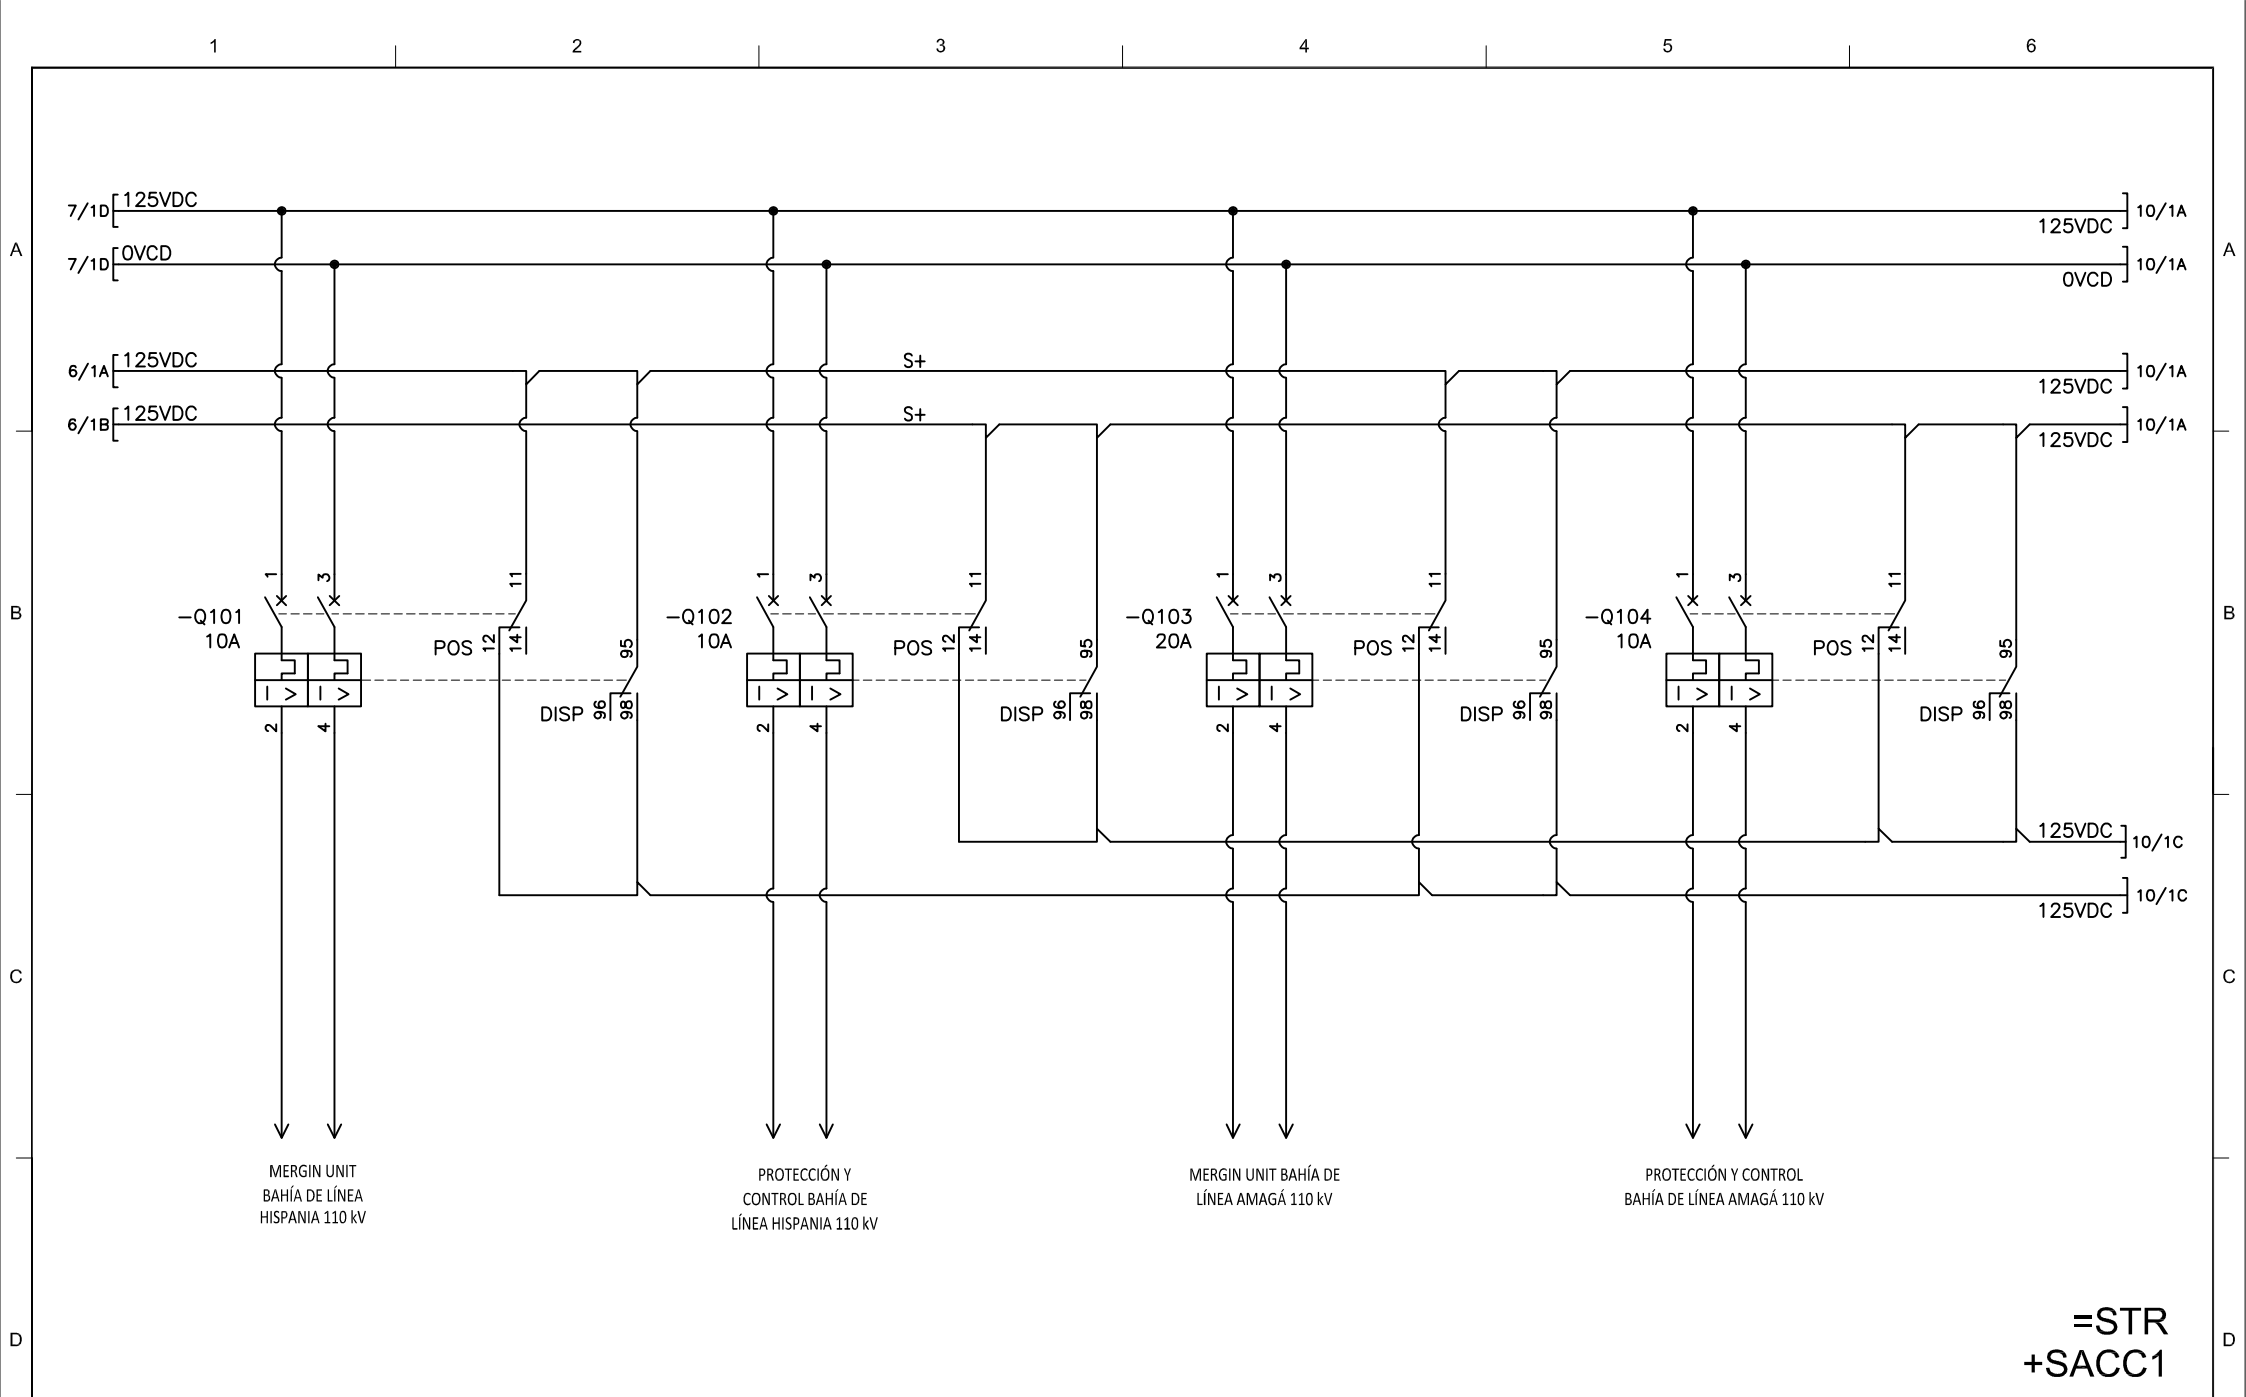 1 2 3 4 5 6
7/1D 125VDC 10/1A
125VDC
A A
7/1D 0VCD 10/1A
0VCD
6/1A 125VDC S+ 10/1A
125VDC
6/1B 125VDC S+ 10/1A
125VDC
1 3 11 1 3 11 1 3 11 1 3 11
B B
-Q101 -Q102 -Q103 -Q104
10A 10A 20A 10A
POS 12 14 95 POS 12 14 95 POS 12 14 95 POS 12 14 95
I > I > I > I > I > I > I > I >
DISP 96 98 DISP 96 98 DISP 96 98 DISP 96 98
2 4 2 4 2 4 2 4
125VDC 10/1C
10/1C
125VDC
C C
MERGIN UNIT
BAHÍA DE LÍNEA
HISPANIA 110 kV
PROTECCIÓN Y
CONTROL BAHÍA DE
LÍNEA HISPANIA 110 kV
MERGIN UNIT BAHÍA DE
LÍNEA AMAGÁ 110 kV
PROTECCIÓN Y CONTROL
BAHÍA DE LÍNEA AMAGÁ 110 kV
D D
=STR
+SACC1